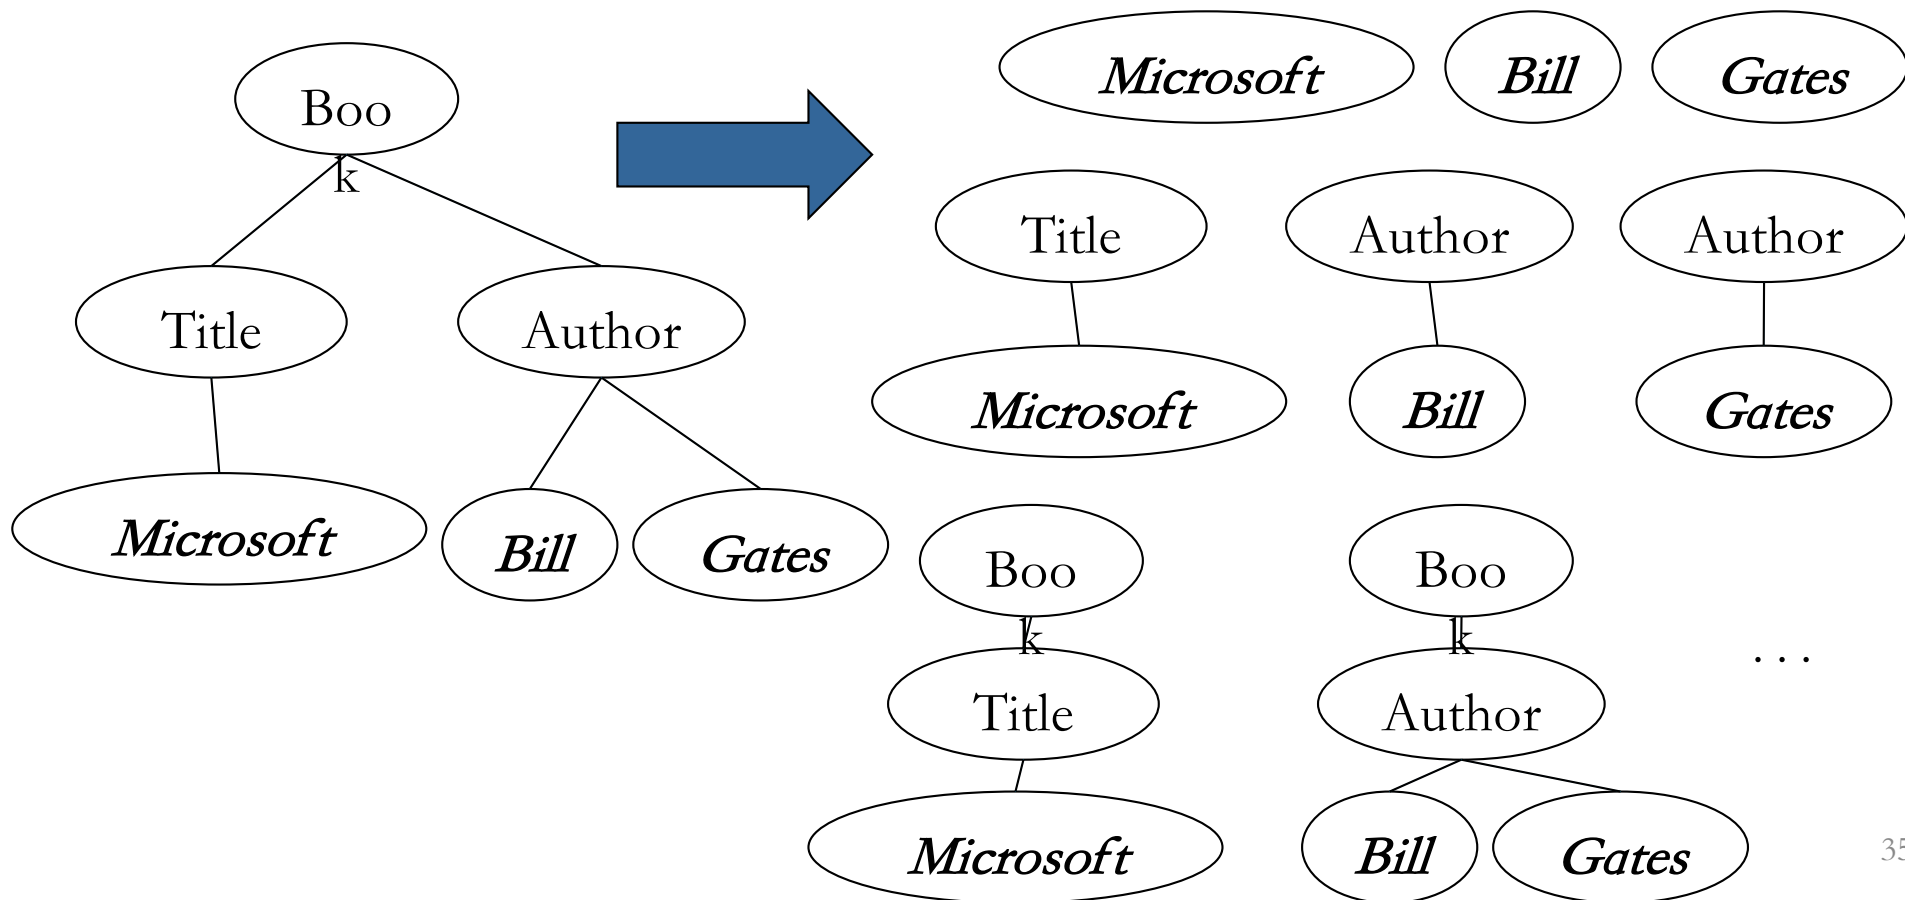 Boo
k
Title
Author
Microsoft
Bill
Gates
Microsoft
Bill
Gates
Title
Author
Author
Microsoft
Bill
Gates
Boo
k
Title
Microsoft
Boo
k
Author
Bill
Gates
. . .
35